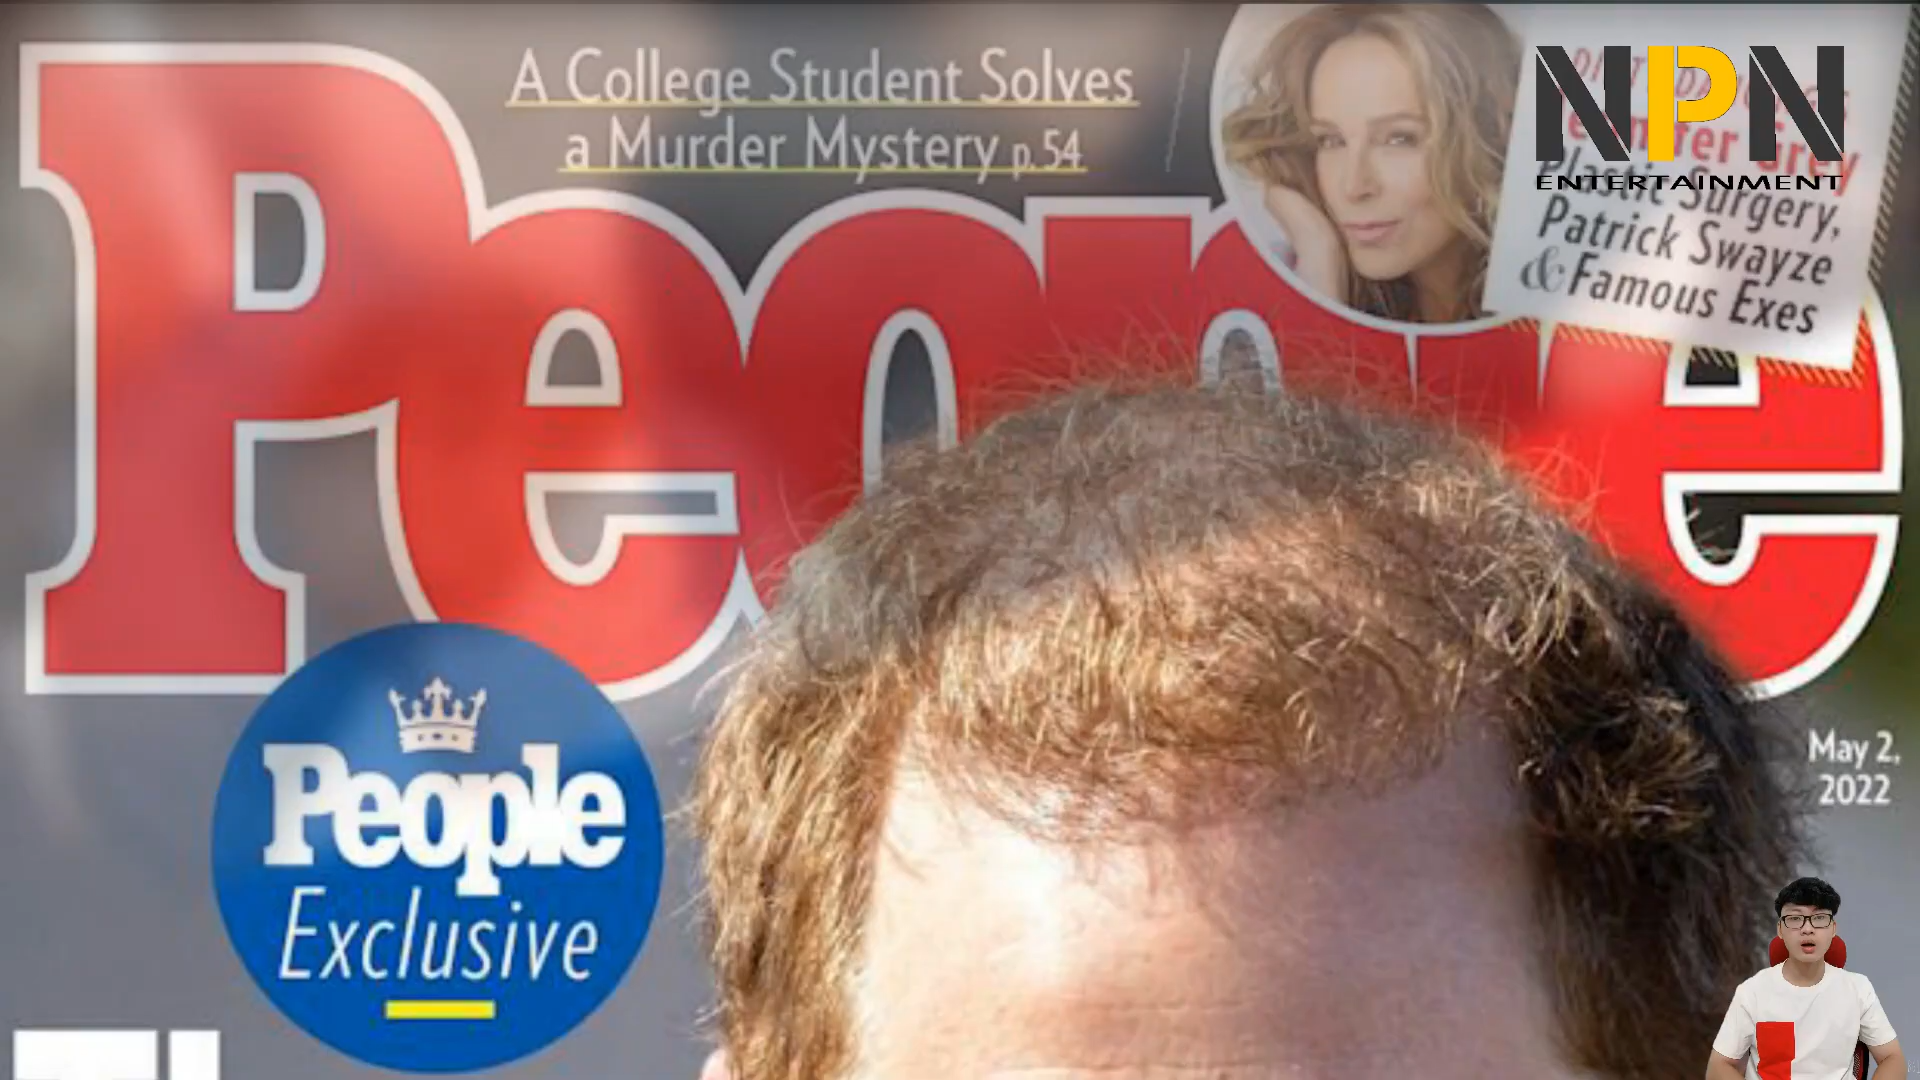 People
A College Student Solves
a Murder Mystery p.54
NPN
ENTERTAINMENT
Plastic Surgery,
Patrick Swayze
& Famous Exes
People
Exclusive
May 2,
2022